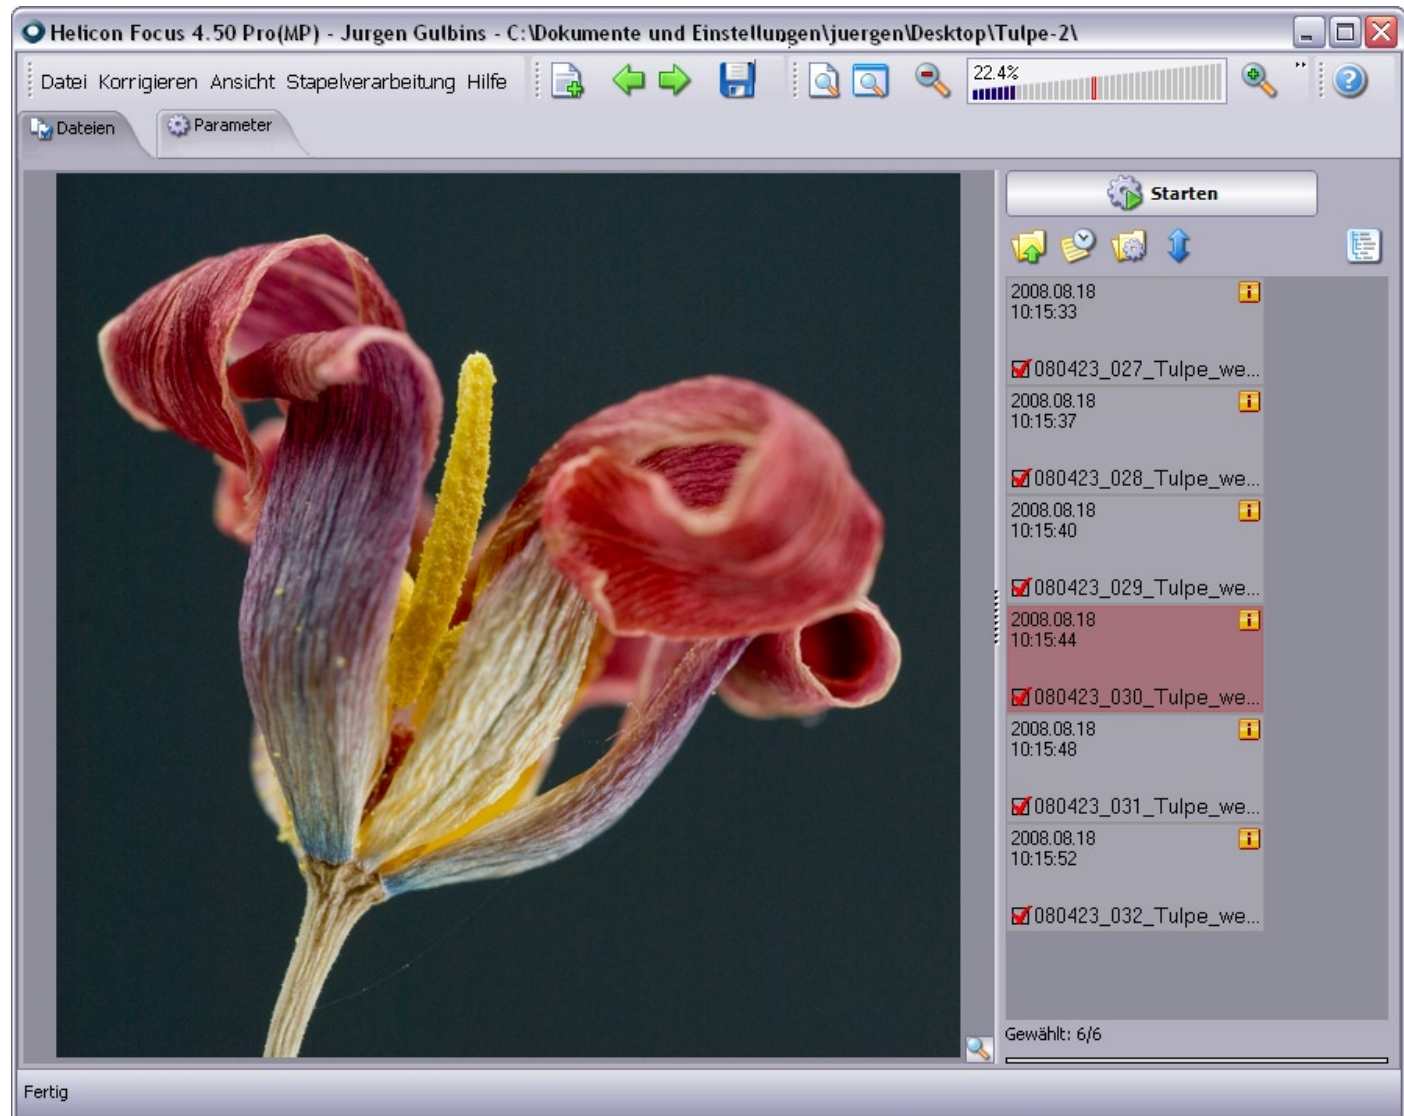 Helicon Focus 4.50 Pro(MP) - Jurgen Gulbins - C:\Dokumente und Einstellungen\juergen\Desktop\Tulpe-2\
Datei Korrigieren Ansicht Stapelverarbeitung Hilfe
22.4%
Dateien
Parameter
Starten
2008.08.18
10:15:33
080423_027_Tulpe_we...
2008.08.18
10:15:37
080423_028_Tulpe_we...
2008.08.18
10:15:40
080423_029_Tulpe_we...
2008.08.18
10:15:44
080423_030_Tulpe_we...
2008.08.18
10:15:48
080423_031_Tulpe_we...
2008.08.18
10:15:52
080423_032_Tulpe_we...
Gewählt: 6/6
Fertig